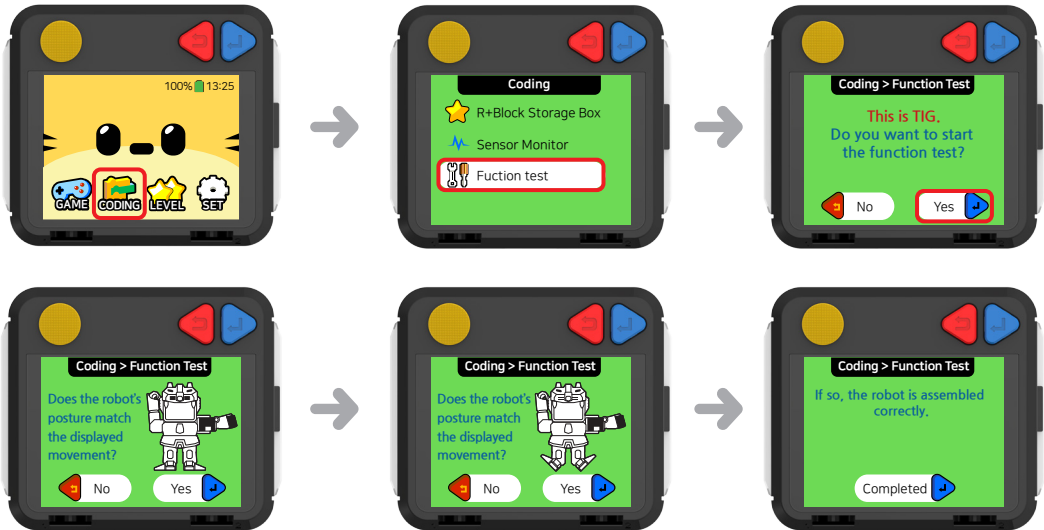 100% 13:25
GAME CODING LEVEL SET
Coding
R+Block Storage Box
Sensor Monitor
Fuction test
Coding > Function Test
This is TIG.
Do you want to start
the function test?
No Yes
Coding > Function Test
Does the robot's
posture match
the displayed
movement?
No Yes
Coding > Function Test
Does the robot's
posture match
the displayed
movement?
No Yes
Coding > Function Test
If so, the robot is assembled
correctly.
Completed